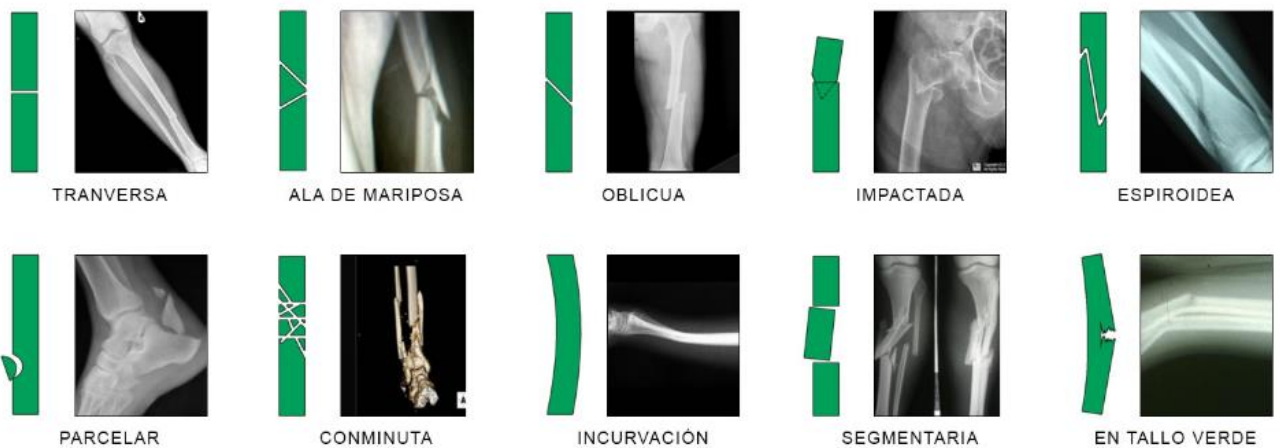 TRANVERSA
ALA DE MARIPOSA
OBLICUA
IMPACTADA
ESPIROIDEA
PARCELAR
CONMINUTA
A
INCURVACIÓN
SEGMENTARIA
EN TALLO VERDE